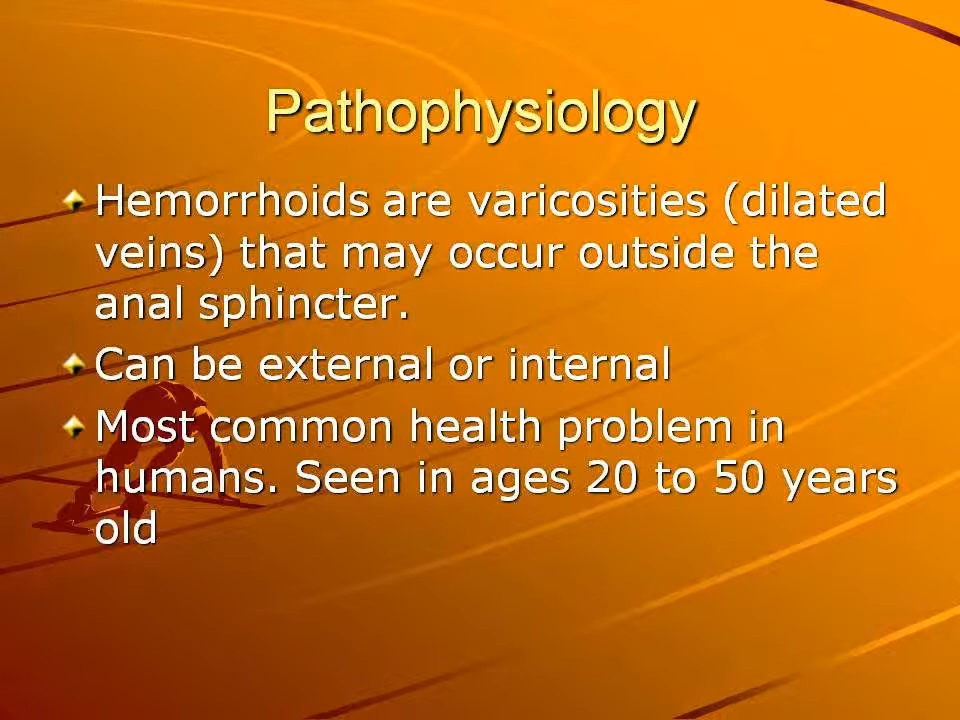 Pathophysiology
Hemorrhoids are varicosities (dilated
veins) that may occur outside the
anal sphincter.
Can be external or internal
Most common health problem in
humans. Seen in ages 20 to 50 years
old